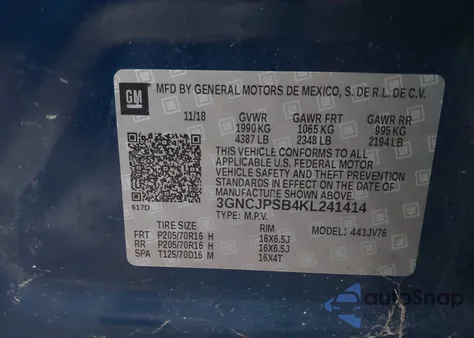 GM MFD BY GENERAL MOTORS DE MEXICO, S. DE R.L. DE C.V.
11/18 GVWR GAWR FRT GAWR RR
1990 KG 1065 KG 995 KG
4387 LB 2348 LB 2194 LB
THIS VEHICLE CONFORMS TO ALL
APPLICABLE U.S. FEDERAL MOTOR
VEHICLE SAFETY AND THEFT
PREVENTION STANDARDS IN
EFFECT ON THE DATE OF
MANUFACTURE SHOWN ABOVE.
617D 3GNCJPSB4KL241414
TYPE: M.P.V. MODEL: 441JV76
TIRE SIZE RIM
FRT P205/70R16 H 16X6.5J
RR P205/70R16 H 16X6.5J
SPA T125/70D16 M 16X4T
autoSnap